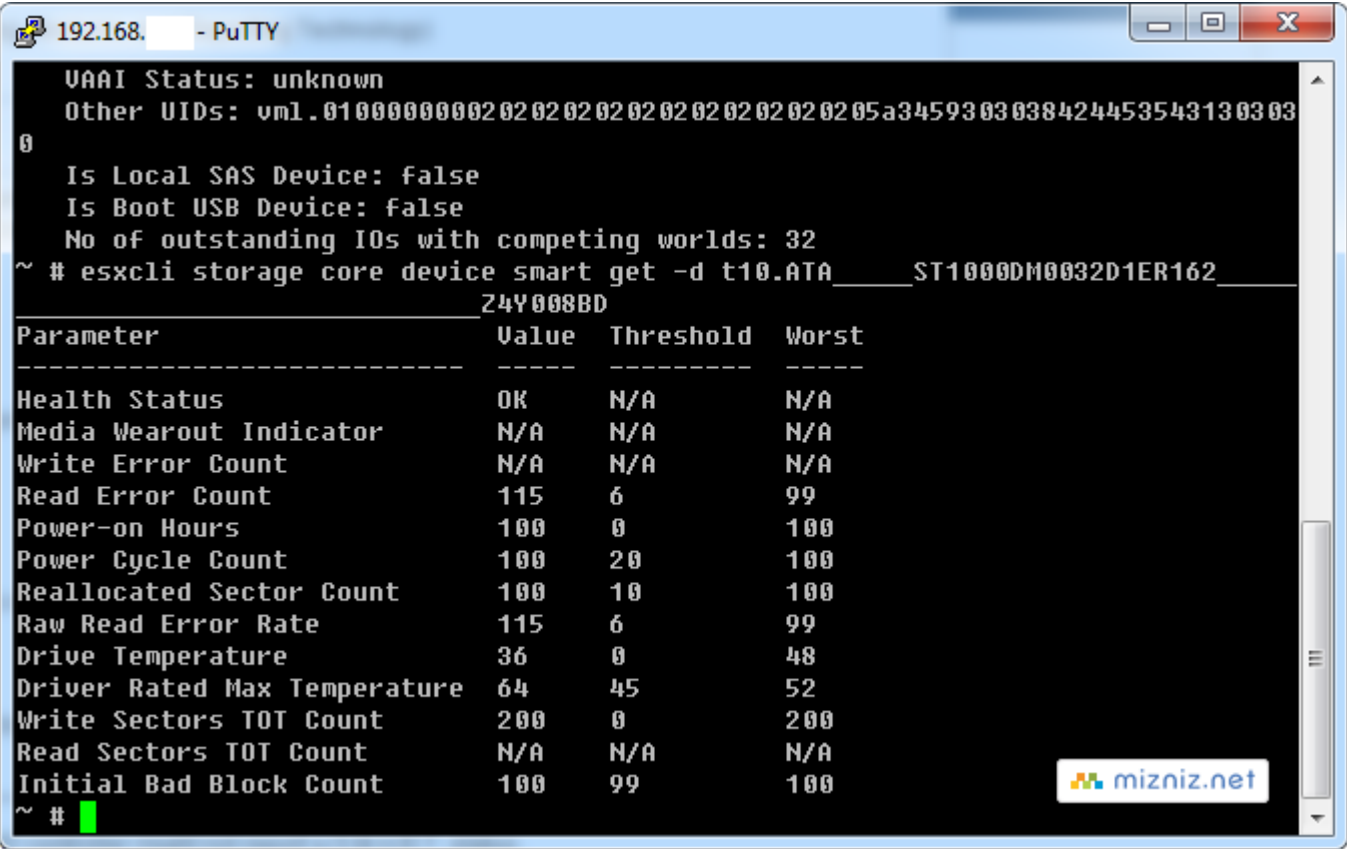 192.168. - PuTTY
VAAI Status: unknown
Other UIDs: vml.01000000002020202020202020202020205a34593030384244535431303030
0
Is Local SAS Device: false
Is Boot USB Device: false
No of outstanding IOs with competing worlds: 32
~ # esxcli storage core device smart get -d t10.ATA_____ST1000DM0032D1ER162_____
_____________________________Z4Y008BD
Parameter Value Threshold Worst
---------------------------- ----- --------- -----
Health Status OK N/A N/A
Media Wearout Indicator N/A N/A N/A
Write Error Count N/A N/A N/A
Read Error Count 115 6 99
Power-on Hours 100 0 100
Power Cycle Count 100 20 100
Reallocated Sector Count 100 10 100
Raw Read Error Rate 115 6 99
Drive Temperature 36 0 48
Driver Rated Max Temperature 64 45 52
Write Sectors TOT Count 200 0 200
Read Sectors TOT Count N/A N/A N/A
Initial Bad Block Count 100 99 100
~ #
mizniz.net